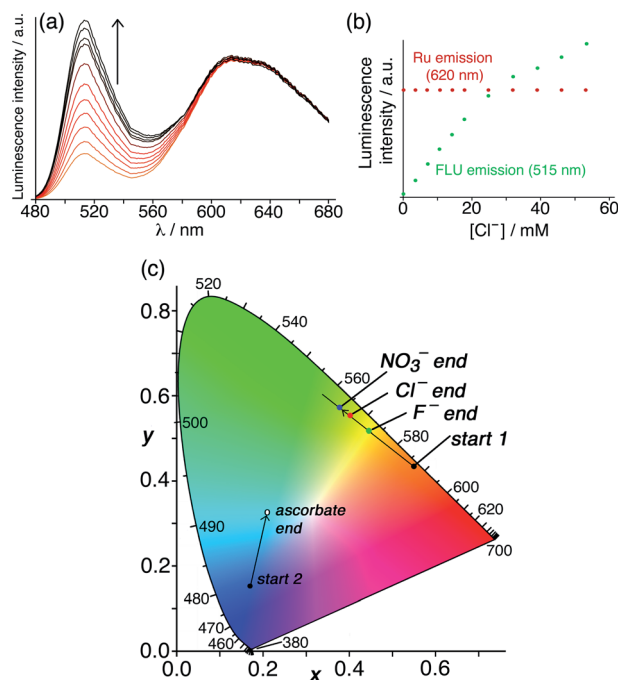 (a)
Luminescence intensity / a.u.
480 520 560 600 640 680
λ / nm
(b)
Luminescence
intensity / a.u.
Ru emission
(620 nm)
FLU emission (515 nm)
0 20 40 60
[Cl⁻] / mM
(c)
0.8
0.6
y
0.4
0.2
0.0
0.0 0.2 0.4 0.6
x
520
540
560
580
600
620
700
500
490
480
470
460
380
NO₃⁻ end
Cl⁻ end
F⁻ end
start 1
ascorbate
end
start 2